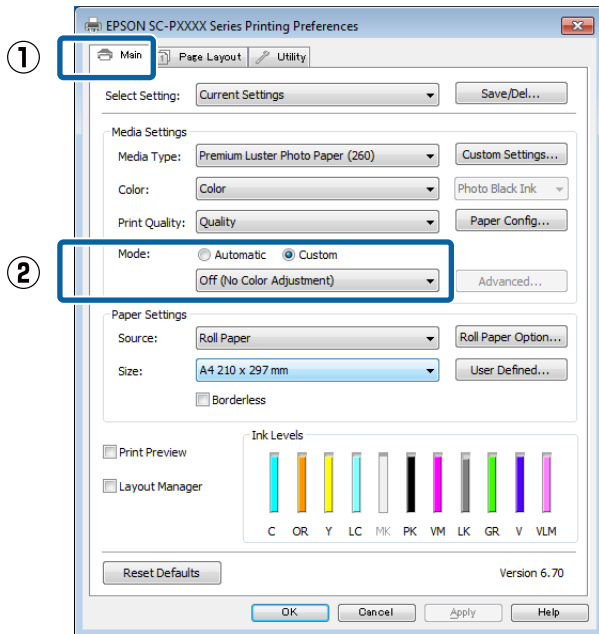 EPSON SC-PXXXX Series Printing Preferences
1 Main Page Layout Utility
Select Setting: Current Settings Save/Del...
Media Settings
Media Type: Premium Luster Photo Paper (260) Custom Settings...
Color: Color Photo Black Ink
Print Quality: Quality Paper Config...
Mode: Automatic Custom
2 Off (No Color Adjustment) Advanced...
Paper Settings
Source: Roll Paper Roll Paper Option...
Size: A4 210 x 297 mm User Defined...
Borderless
Print Preview
Layout Manager
Ink Levels
C OR Y LC MK PK VM LK GR V VLM
Reset Defaults Version 6.70
OK Cancel Apply Help